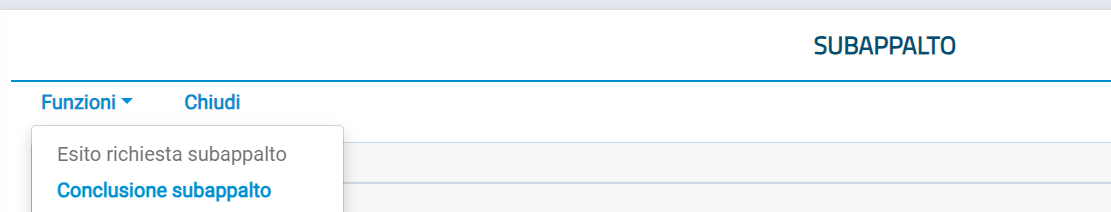 SUBAPPALTO
Funzioni Chiudi
Esito richiesta subappalto
Conclusione subappalto